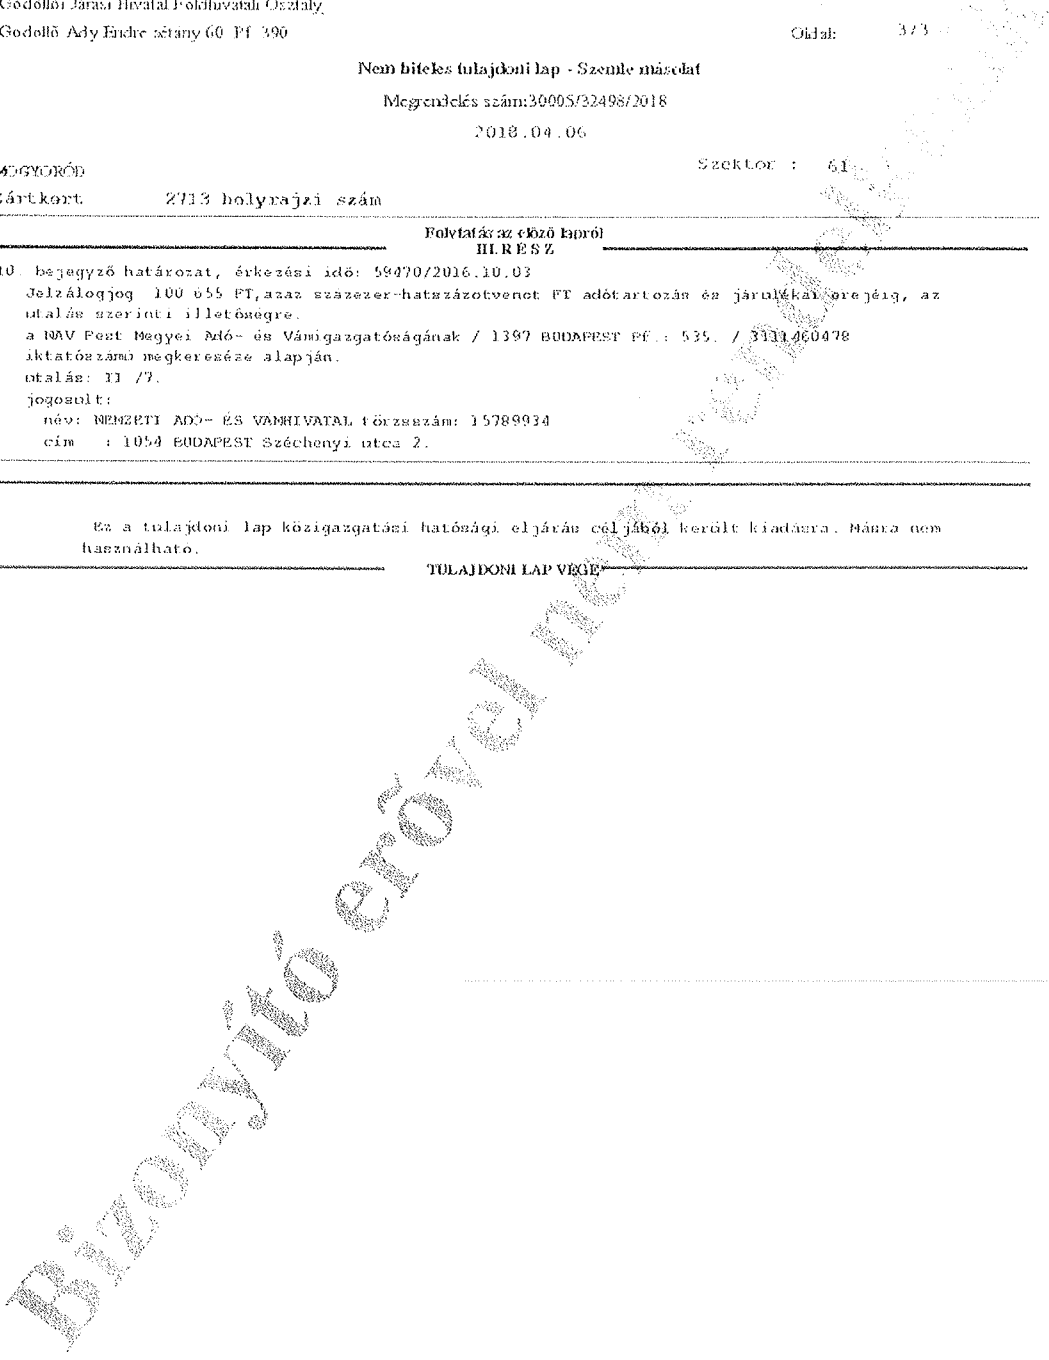 Gödöllői Járási Hivatal Földhivatali Osztály
Gödöllő Ady Endre sétány 60. Pf. 390
Oldal: 3/3
Nem hiteles tulajdoni lap - Szemle másolat
Megrendelés szám:30005/32498/2018
2018.04.06
MOGYORÓD
Szektor : 61
Zártkert 2713 helyrajzi szám
Folytatás az előző lapról
III. RÉSZ
10. bejegyző határozat, érkezési idő: 59470/2016.10.03
Jelzálogjog 100 655 FT,azaz százezer-hatszázötvenöt FT adótartozás és járulékai erejéig, az
utalás szerinti illetőségre.
a NAV Pest Megyei Adó- és Vámigazgatóságának / 1397 BUDAPEST Pf.: 535. / 3111460478
iktatószámú megkeresése alapján.
utalás: II /7.
jogosult:
név: NEMZETI ADÓ- ÉS VÁMHIVATAL törzsszám: 15789934
cím : 1054 BUDAPEST Széchenyi utca 2.
Ez a tulajdoni lap közigazgatási hatósági eljárás céljából került kiadásra. Másra nem
használható.
TULAJDONI LAP VÉGE
Bizonyító erővel nem rendelkezik